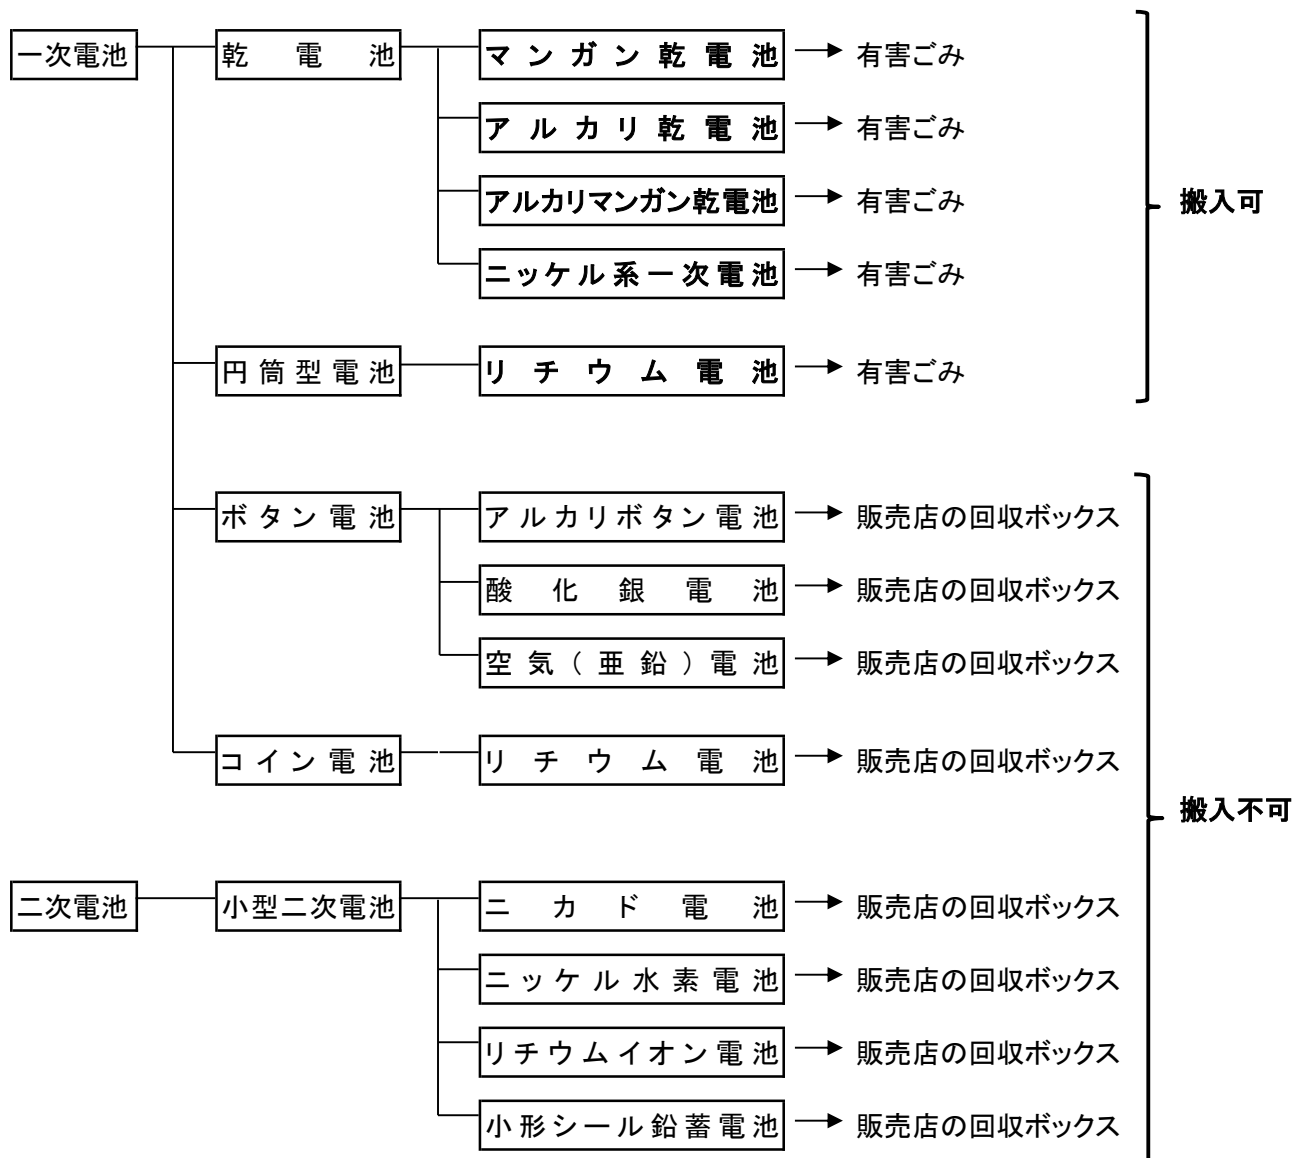 一次電池 乾電池 マンガン乾電池 有害ごみ
アルカリ乾電池 有害ごみ
アルカリマンガン乾電池 有害ごみ
搬入可
ニッケル系一次電池 有害ごみ
円筒型電池 リチウム電池 有害ごみ
ボタン電池 アルカリボタン電池 販売店の回収ボックス
酸化銀電池 販売店の回収ボックス
空気(亜鉛)電池 販売店の回収ボックス
コイン電池 リチウム電池 販売店の回収ボックス
搬入不可
二次電池 小型二次電池 ニカド電池 販売店の回収ボックス
ニッケル水素電池 販売店の回収ボックス
リチウムイオン電池 販売店の回収ボックス
小形シール鉛蓄電池 販売店の回収ボックス